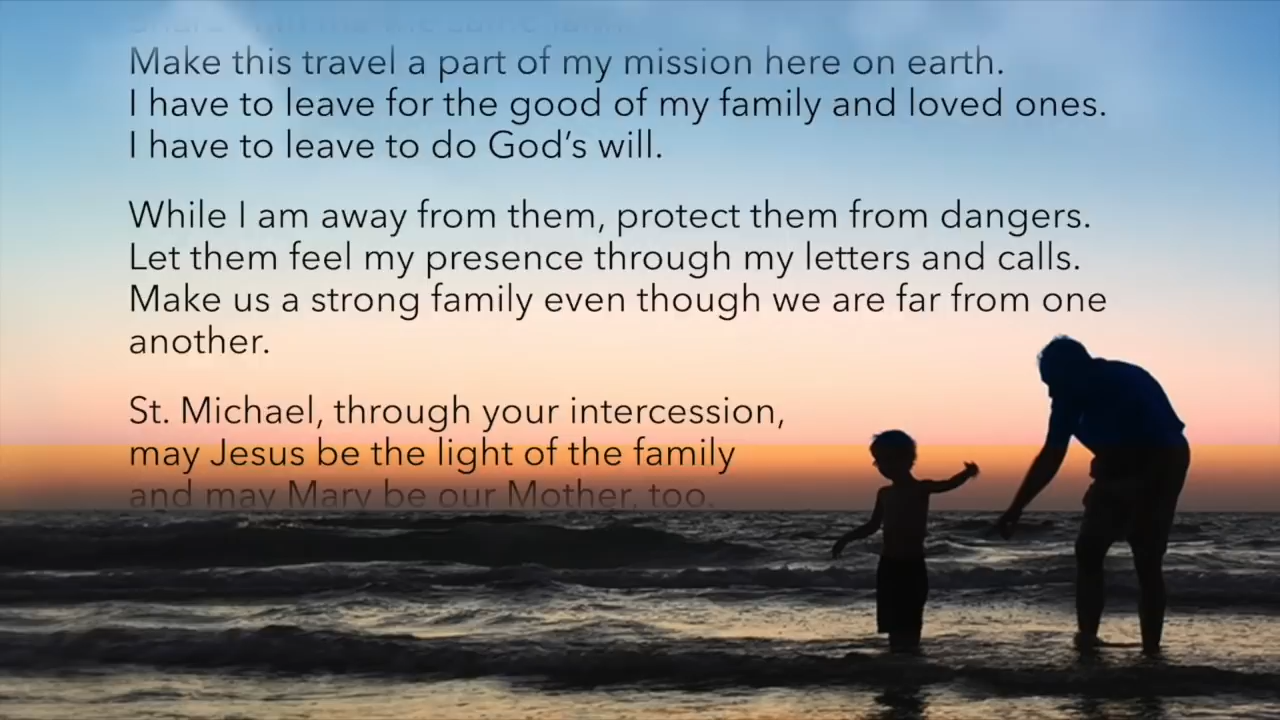 Make this travel a part of my mission here on earth.
I have to leave for the good of my family and loved ones.
I have to leave to do God’s will.
While I am away from them, protect them from dangers.
Let them feel my presence through my letters and calls.
Make us a strong family even though we are far from one
another.
St. Michael, through your intercession,
may Jesus be the light of the family
and may Mary be our Mother, too.